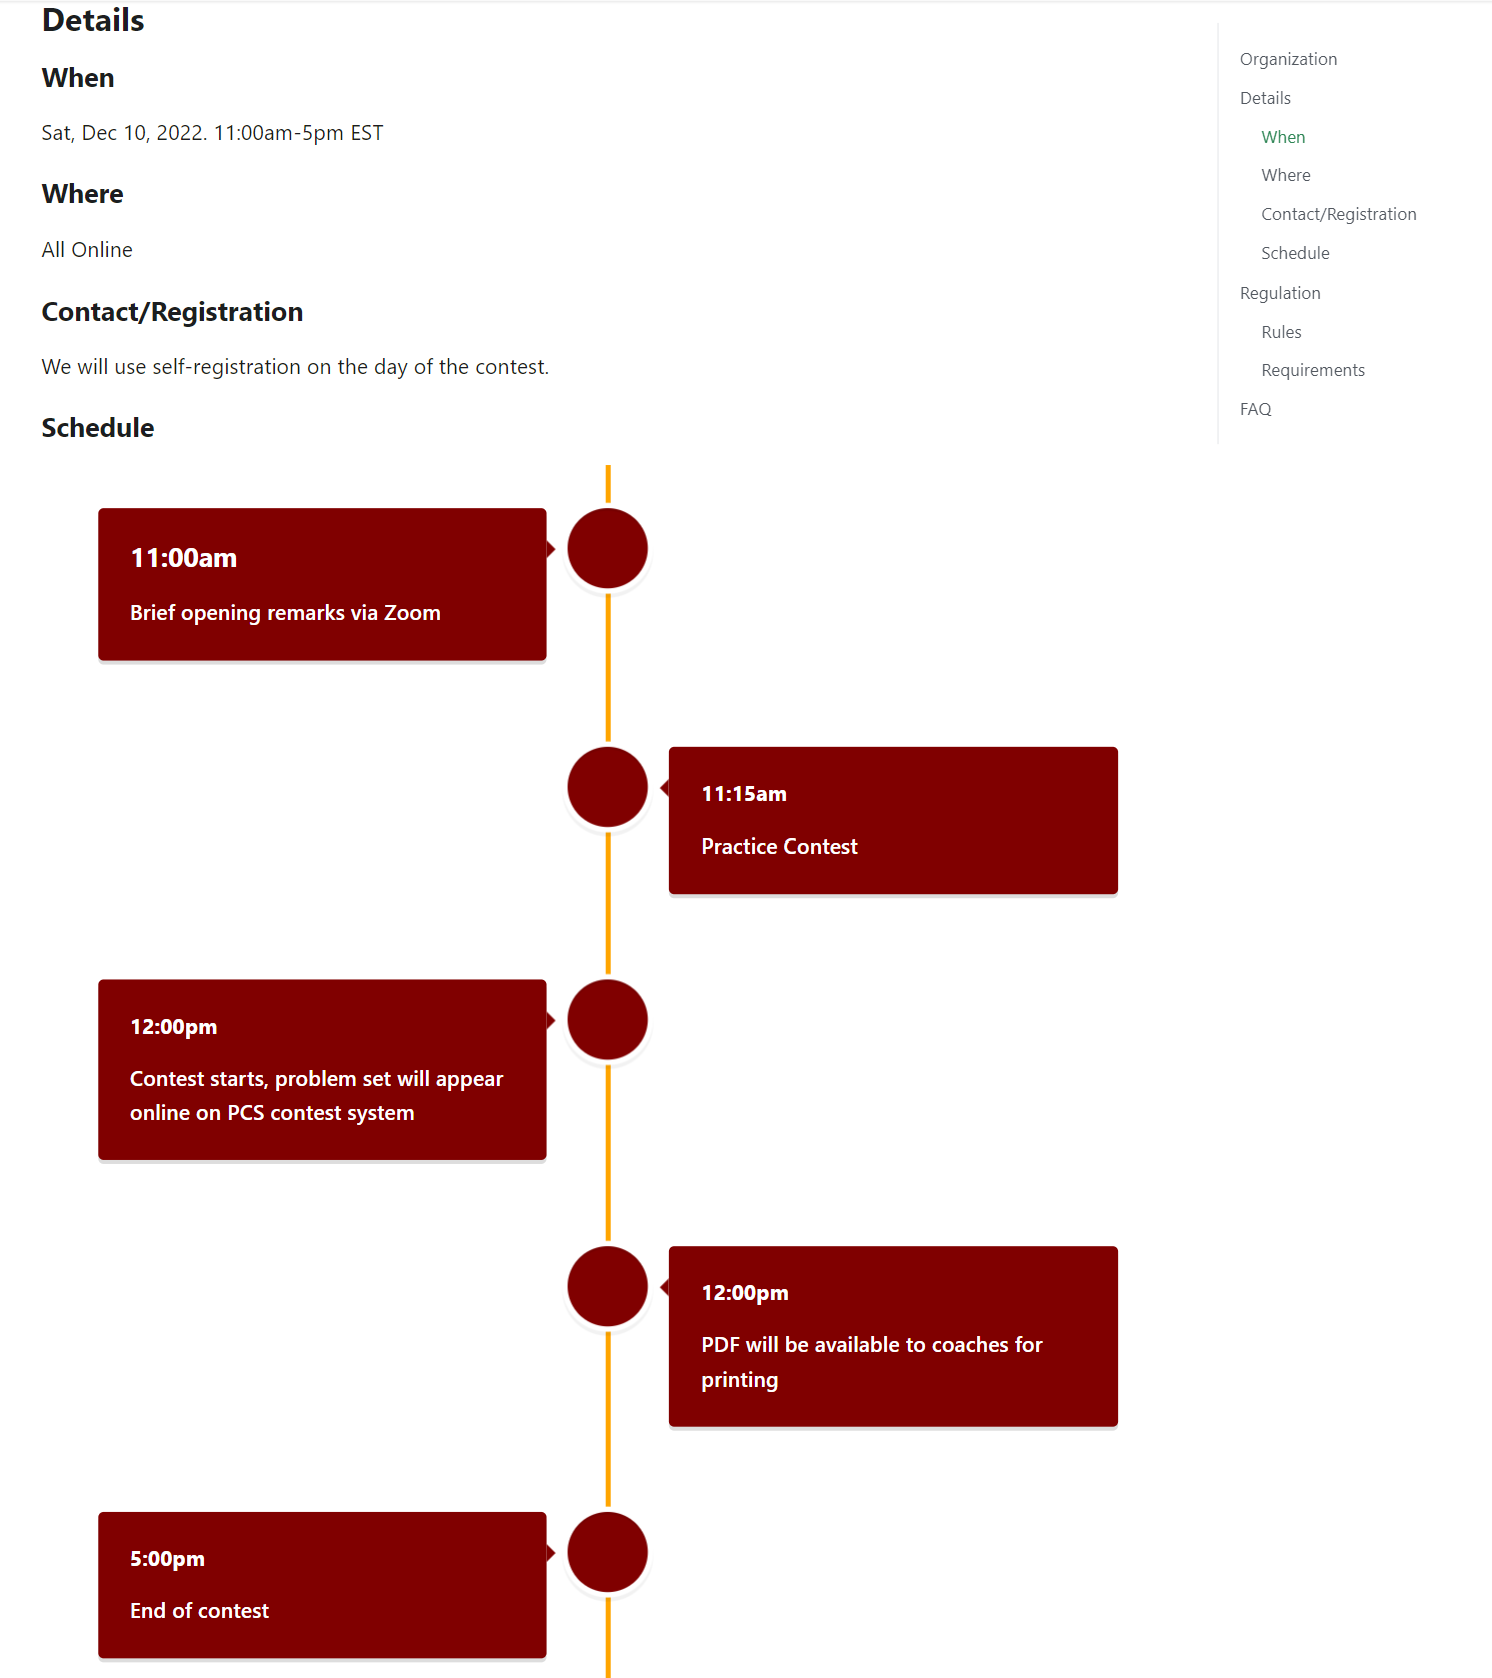 Details
When
Sat, Dec 10, 2022. 11:00am-5pm EST
Where
All Online
Contact/Registration
We will use self-registration on the day of the contest.
Schedule
11:00am
Brief opening remarks via Zoom
11:15am
Practice Contest
12:00pm
Contest starts, problem set will appear
online on PCS contest system
12:00pm
PDF will be available to coaches for
printing
5:00pm
End of contest
Organization
Details
When
Where
Contact/Registration
Schedule
Regulation
Rules
Requirements
FAQ